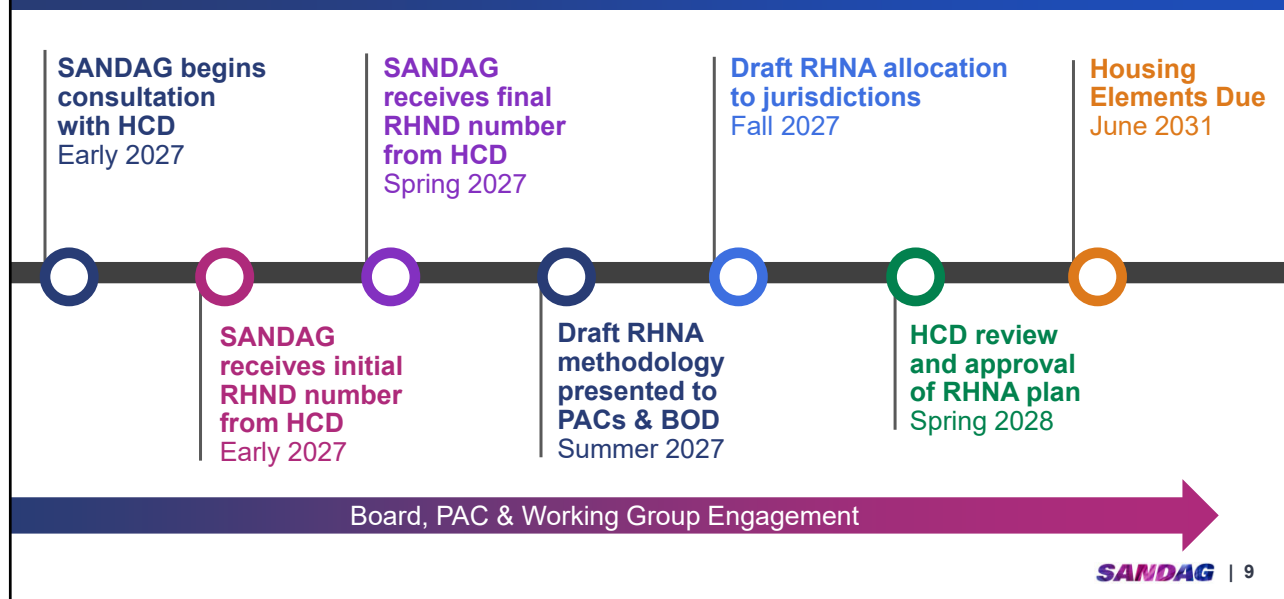 SANDAG begins
consultation
with HCD
Early 2027
SANDAG
receives initial
RHND number
from HCD
Early 2027
SANDAG
receives final
RHND number
from HCD
Spring 2027
Draft RHNA
methodology
presented to
PACs & BOD
Summer 2027
Draft RHNA allocation
to jurisdictions
Fall 2027
HCD review
and approval
of RHNA plan
Spring 2028
Housing
Elements Due
June 2031
Board, PAC & Working Group Engagement
SANDAG | 9